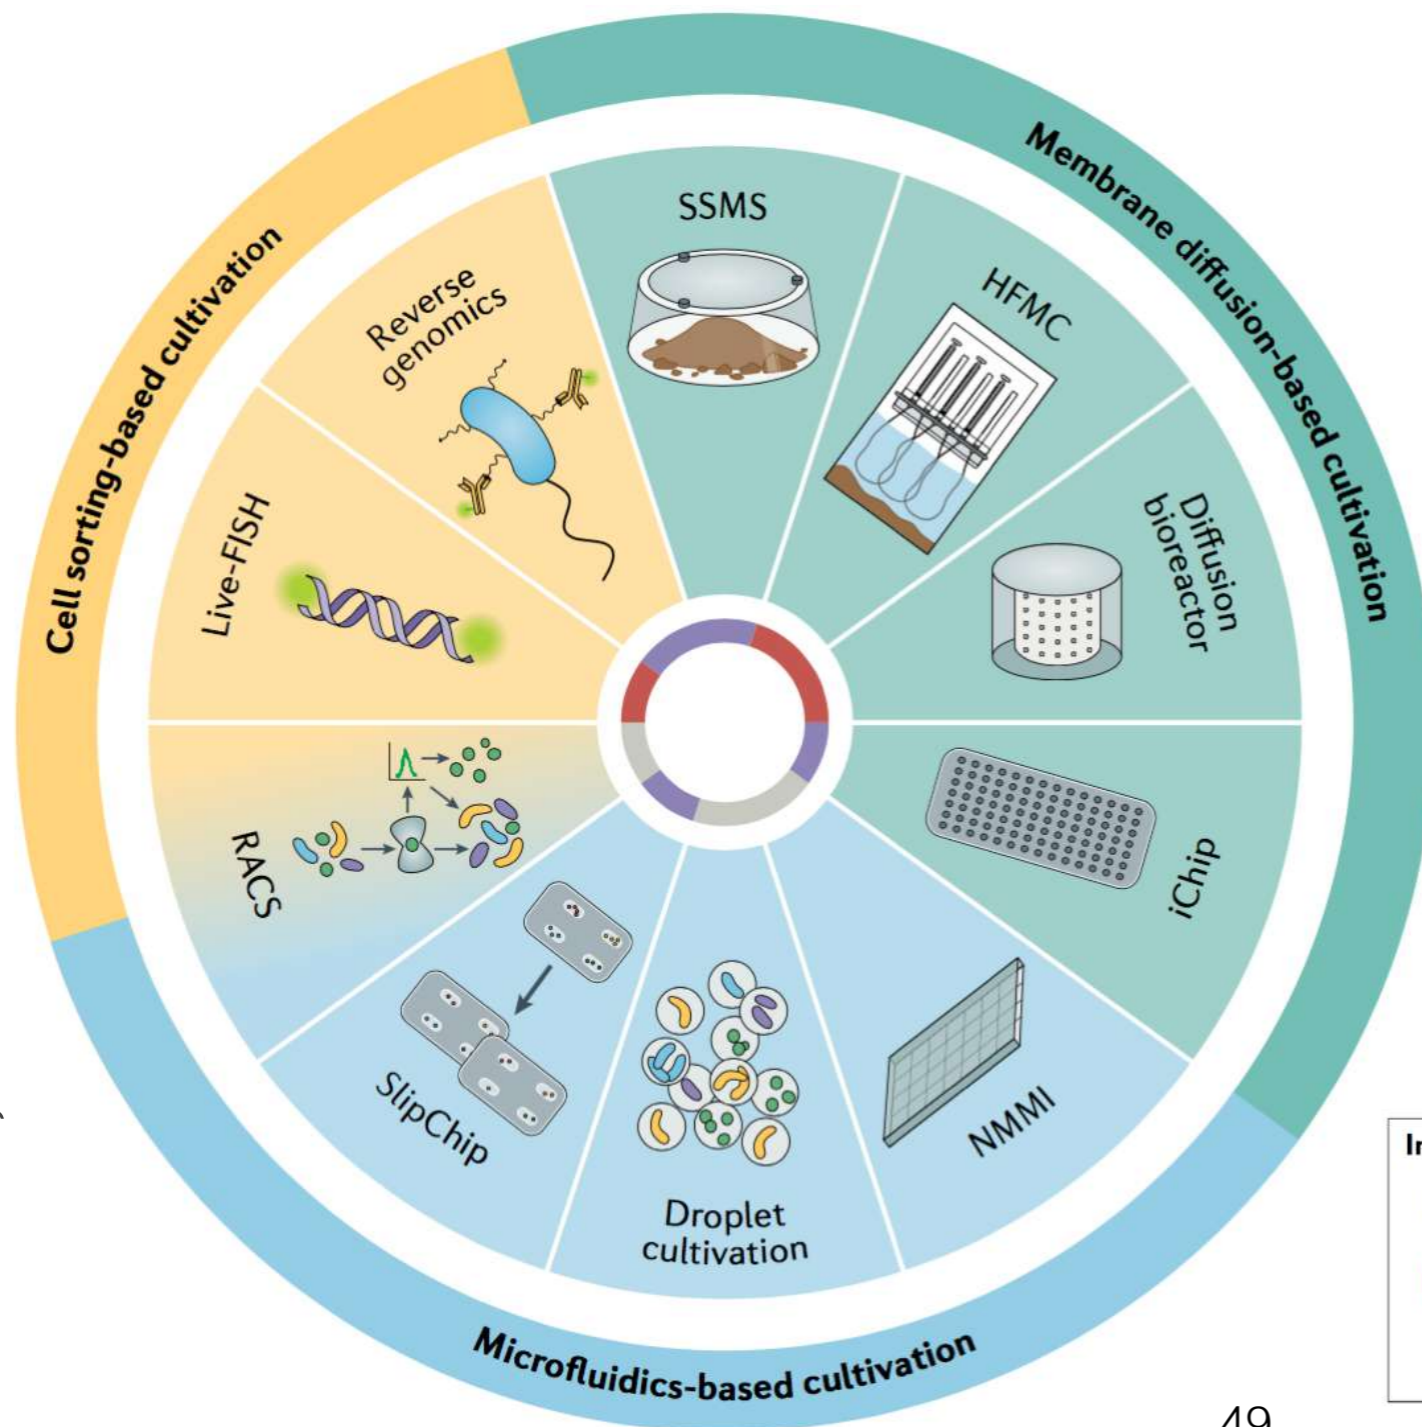 Cell sorting-based cultivation
Membrane diffusion-based cultivation
Microfluidics-based cultivation
SSMS
HFMC
Diffusion
bioreactor
iChip
NMMI
Droplet
cultivation
SlipChip
RACS
Live-FISH
Reverse
genomics
49